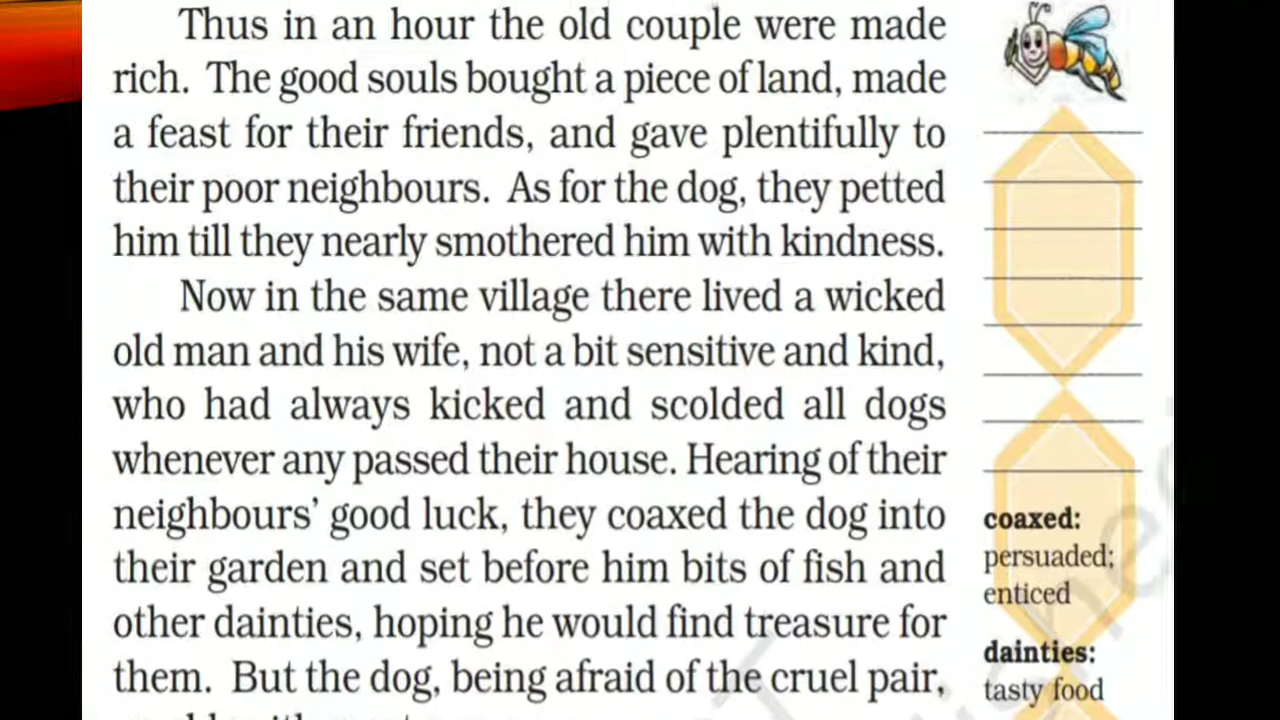 Thus in an hour the old couple were made
rich. The good souls bought a piece of land, made
a feast for their friends, and gave plentifully to
their poor neighbours. As for the dog, they petted
him till they nearly smothered him with kindness.
Now in the same village there lived a wicked
old man and his wife, not a bit sensitive and kind,
who had always kicked and scolded all dogs
whenever any passed their house. Hearing of their
neighbours' good luck, they coaxed the dog into
their garden and set before him bits of fish and
other dainties, hoping he would find treasure for
them. But the dog, being afraid of the cruel pair,
coaxed:
persuaded;
enticed
dainties:
tasty food